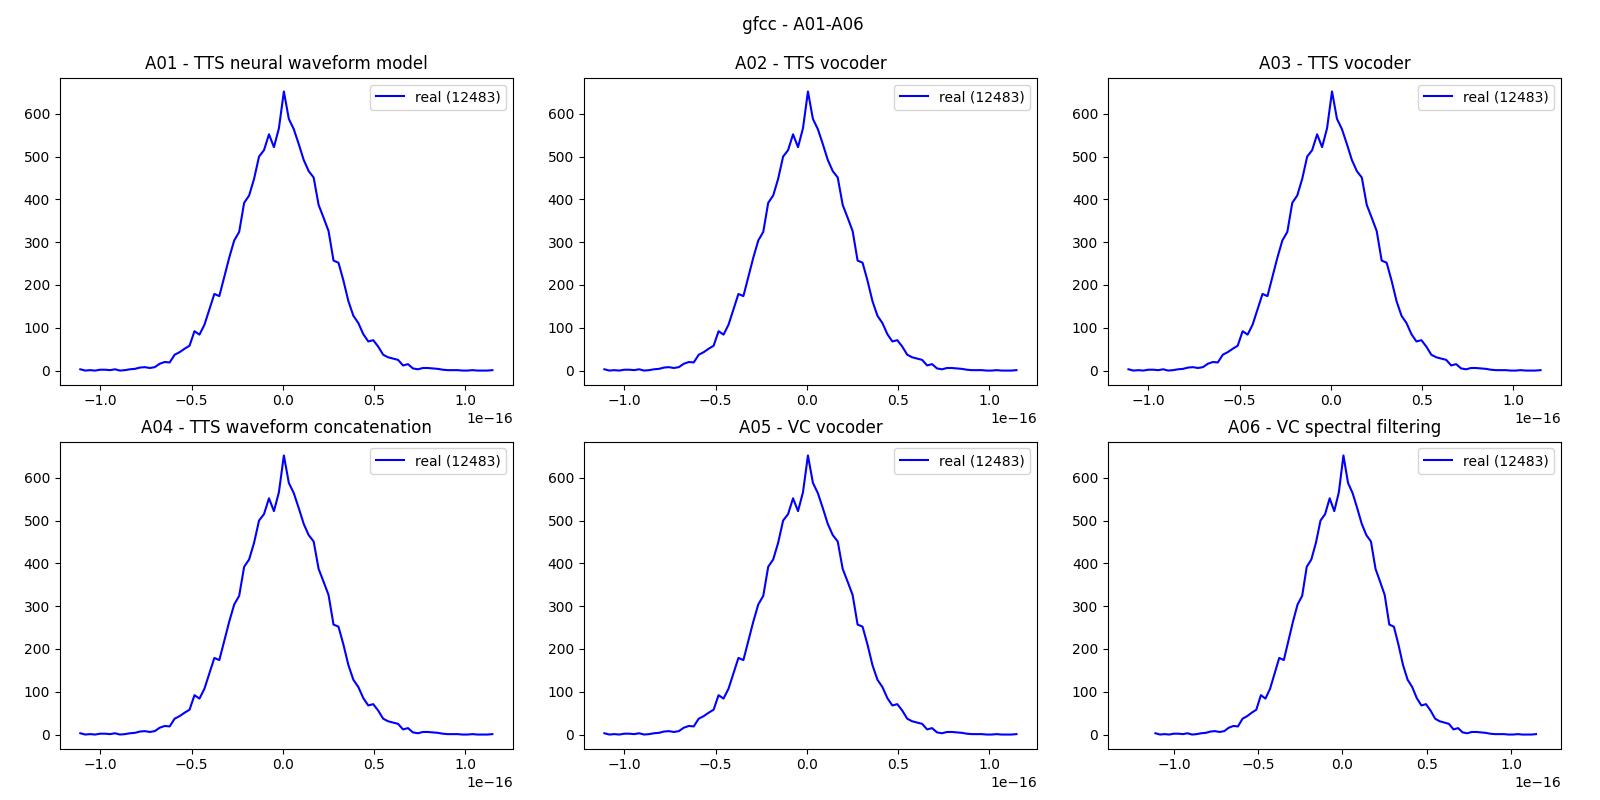 gfcc - A01-A06
A01 - TTS neural waveform model
real (12483)
600
500
400
300
200
100
0
−1.0 −0.5 0.0 0.5 1.0
1e−16
A02 - TTS vocoder
real (12483)
600
500
400
300
200
100
0
−1.0 −0.5 0.0 0.5 1.0
1e−16
A03 - TTS vocoder
real (12483)
600
500
400
300
200
100
0
−1.0 −0.5 0.0 0.5 1.0
1e−16
A04 - TTS waveform concatenation
real (12483)
600
500
400
300
200
100
0
−1.0 −0.5 0.0 0.5 1.0
1e−16
A05 - VC vocoder
real (12483)
600
500
400
300
200
100
0
−1.0 −0.5 0.0 0.5 1.0
1e−16
A06 - VC spectral filtering
real (12483)
600
500
400
300
200
100
0
−1.0 −0.5 0.0 0.5 1.0
1e−16